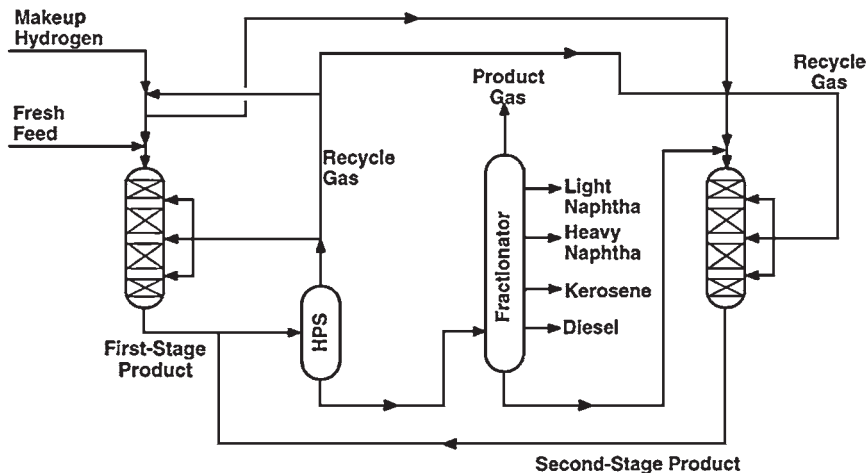 Makeup
Hydrogen
Fresh
Feed
Recycle
Gas
Product
Gas
Recycle
Gas
Light
Naphtha
Heavy
Naphtha
Kerosene
Diesel
Fractionator
HPS
First-Stage
Product
Second-Stage Product